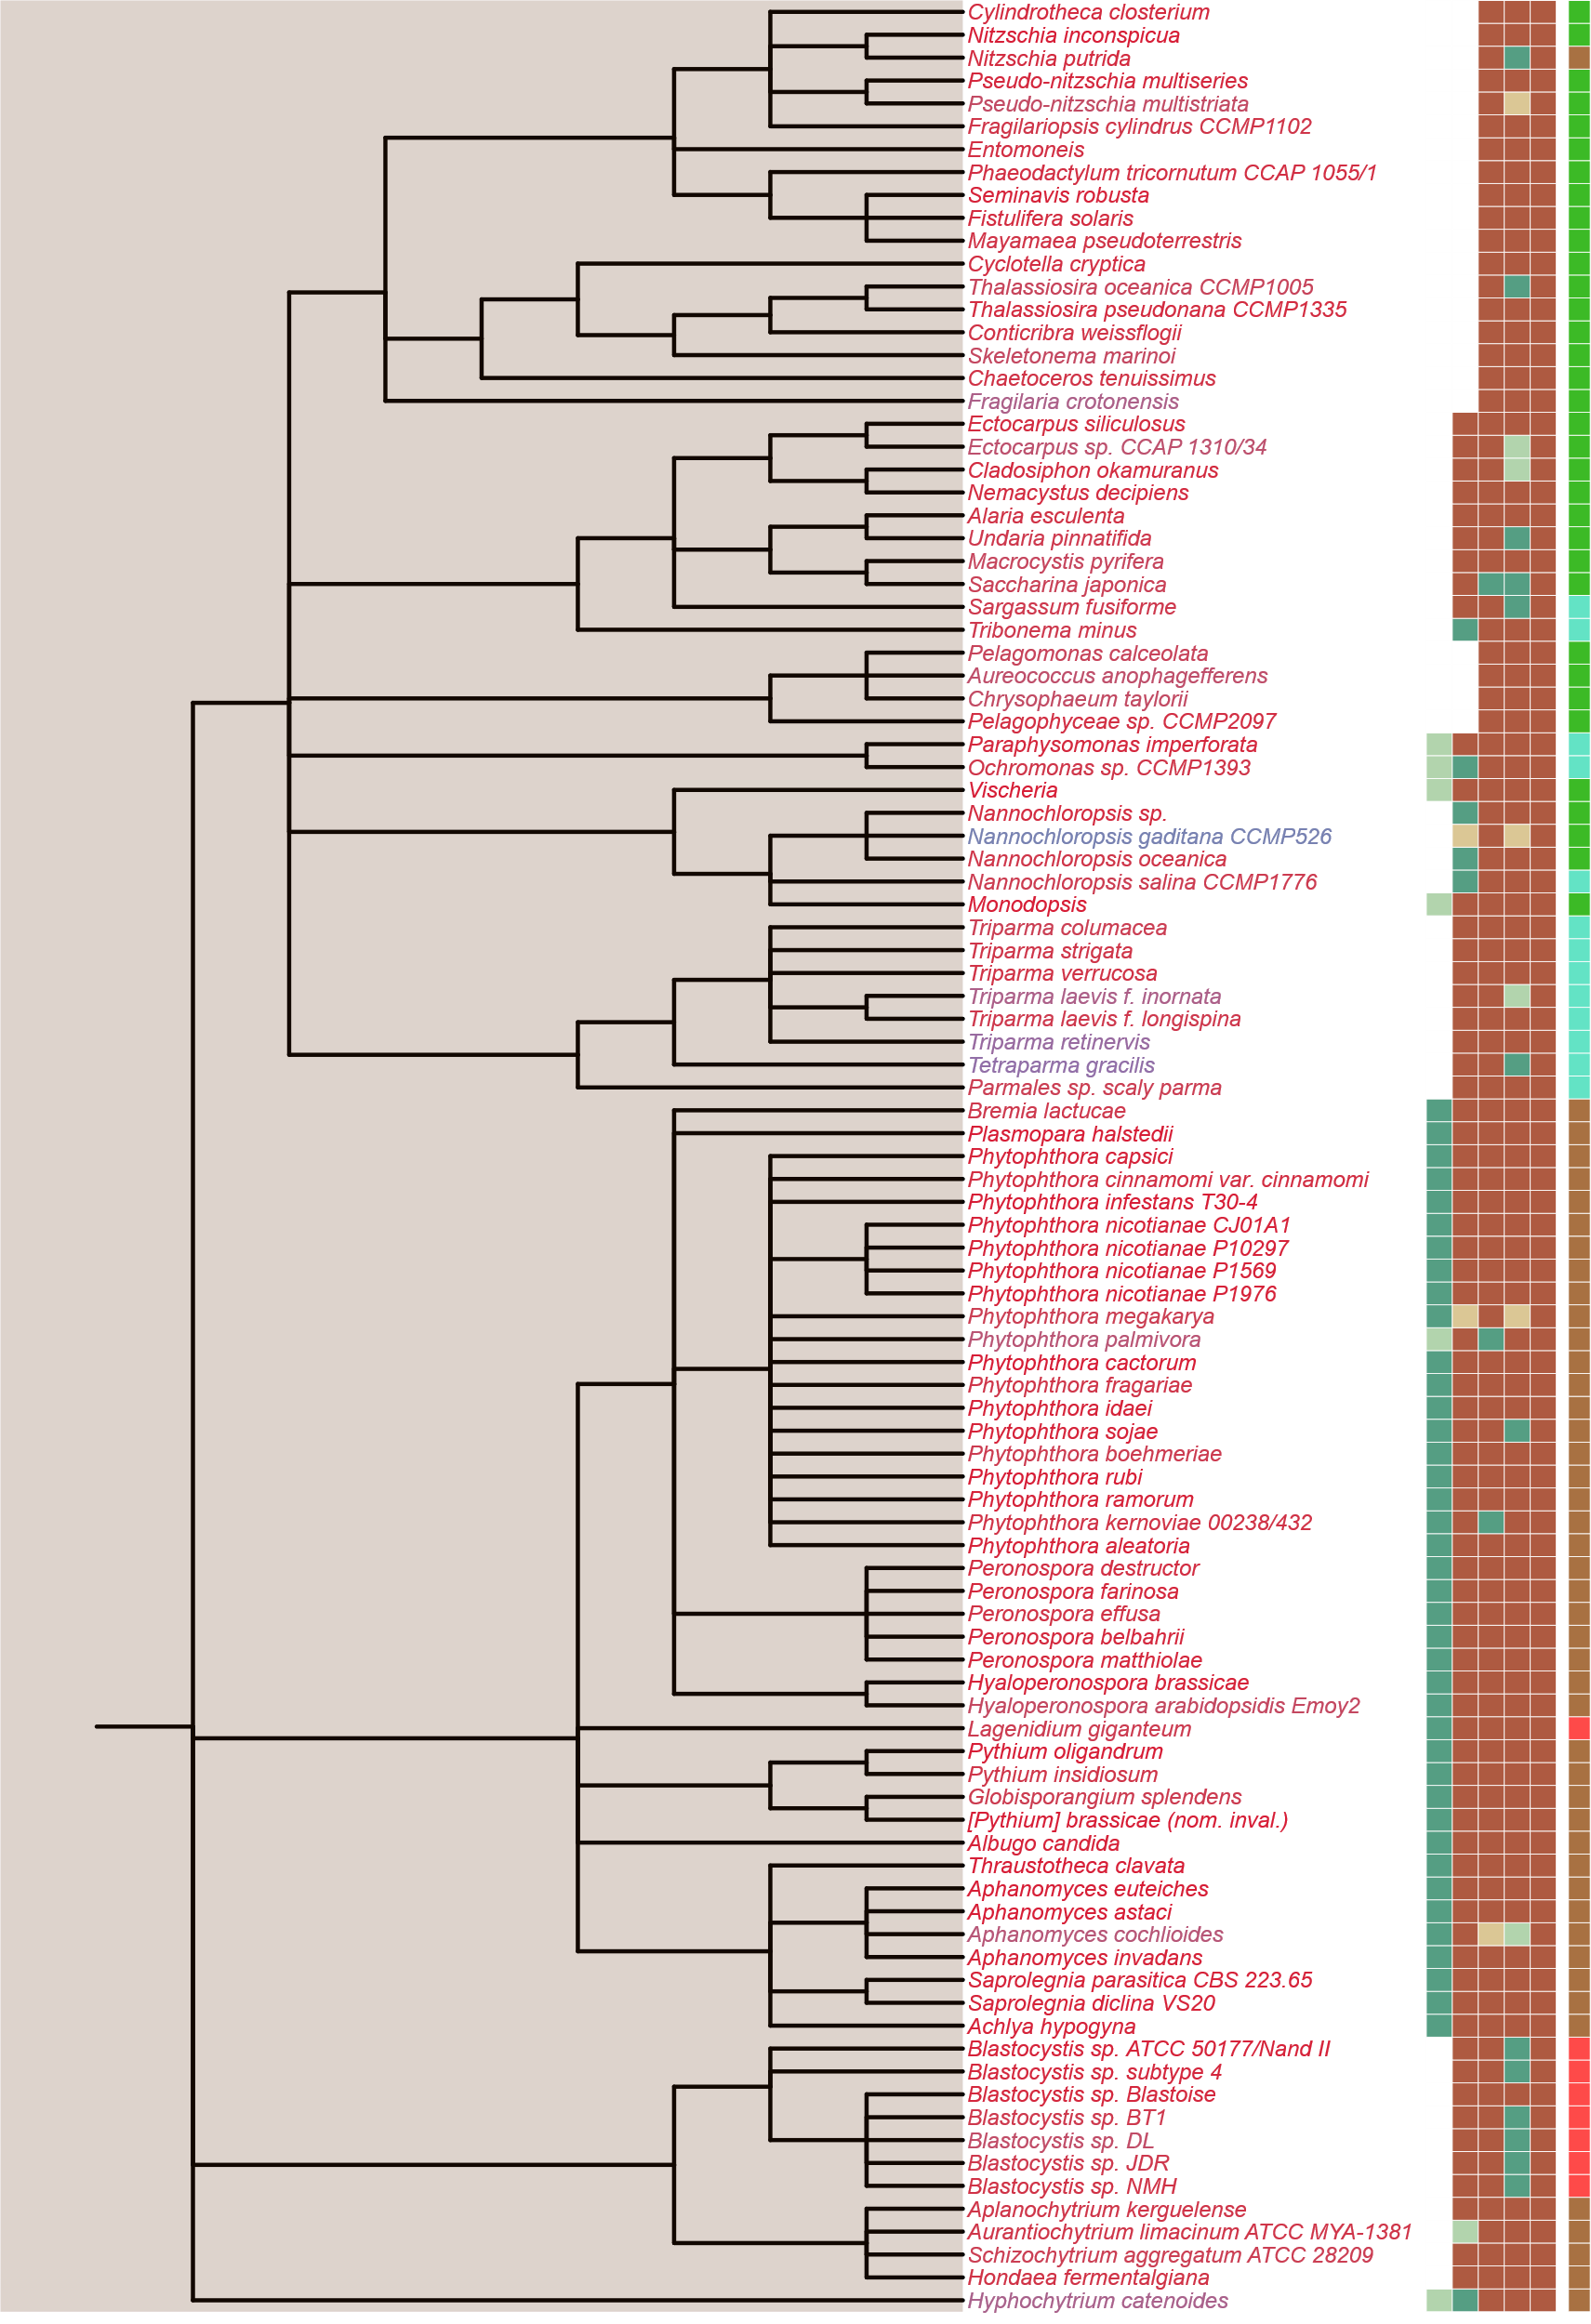 Cylindrotheca closterium
Nitzschia inconspicua
Nitzschia putrida
Pseudo-nitzschia multiseries
Pseudo-nitzschia multistriata
Fragilariopsis cylindrus CCMP1102
Entomoneis
Phaeodactylum tricornutum CCAP 1055/1
Seminavis robusta
Fistulifera solaris
Mayamaea pseudoterrestris
Cyclotella cryptica
Thalassiosira oceanica CCMP1005
Thalassiosira pseudonana CCMP1335
Conticribra weissflogii
Skeletonema marinoi
Chaetoceros tenuissimus
Fragilaria crotonensis
Ectocarpus siliculosus
Ectocarpus sp. CCAP 1310/34
Cladosiphon okamuranus
Nemacystus decipiens
Alaria esculenta
Undaria pinnatifida
Macrocystis pyrifera
Saccharina japonica
Sargassum fusiforme
Tribonema minus
Pelagomonas calceolata
Aureococcus anophagefferens
Chrysophaeum taylorii
Pelagophyceae sp. CCMP2097
Paraphysomonas imperforata
Ochromonas sp. CCMP1393
Vischeria
Nannochloropsis sp.
Nannochloropsis gaditana CCMP526
Nannochloropsis oceanica
Nannochloropsis salina CCMP1776
Monodopsis
Triparma columacea
Triparma strigata
Triparma verrucosa
Triparma laevis f. inornata
Triparma laevis f. longispina
Triparma retinervis
Tetraparma gracilis
Parmales sp. scaly parma
Bremia lactucae
Plasmopara halstedii
Phytophthora capsici
Phytophthora cinnamomi var. cinnamomi
Phytophthora infestans T30-4
Phytophthora nicotianae CJ01A1
Phytophthora nicotianae P10297
Phytophthora nicotianae P1569
Phytophthora nicotianae P1976
Phytophthora megakarya
Phytophthora palmivora
Phytophthora cactorum
Phytophthora fragariae
Phytophthora idaei
Phytophthora sojae
Phytophthora boehmeriae
Phytophthora rubi
Phytophthora ramorum
Phytophthora kernoviae 00238/432
Phytophthora aleatoria
Peronospora destructor
Peronospora farinosa
Peronospora effusa
Peronospora belbahrii
Peronospora matthiolae
Hyaloperonospora brassicae
Hyaloperonospora arabidopsidis Emoy2
Lagenidium giganteum
Pythium oligandrum
Pythium insidiosum
Globisporangium splendens
[Pythium] brassicae (nom. inval.)
Albugo candida
Thraustotheca clavata
Aphanomyces euteiches
Aphanomyces astaci
Aphanomyces cochlioides
Aphanomyces invadans
Saprolegnia parasitica CBS 223.65
Saprolegnia diclina VS20
Achlya hypogyna
Blastocystis sp. ATCC 50177/Nand II
Blastocystis sp. subtype 4
Blastocystis sp. Blastoise
Blastocystis sp. BT1
Blastocystis sp. DL
Blastocystis sp. JDR
Blastocystis sp. NMH
Aplanochytrium kerguelense
Aurantiochytrium limacinum ATCC MYA-1381
Schizochytrium aggregatum ATCC 28209
Hondaea fermentalgiana
Hyphochytrium catenoides